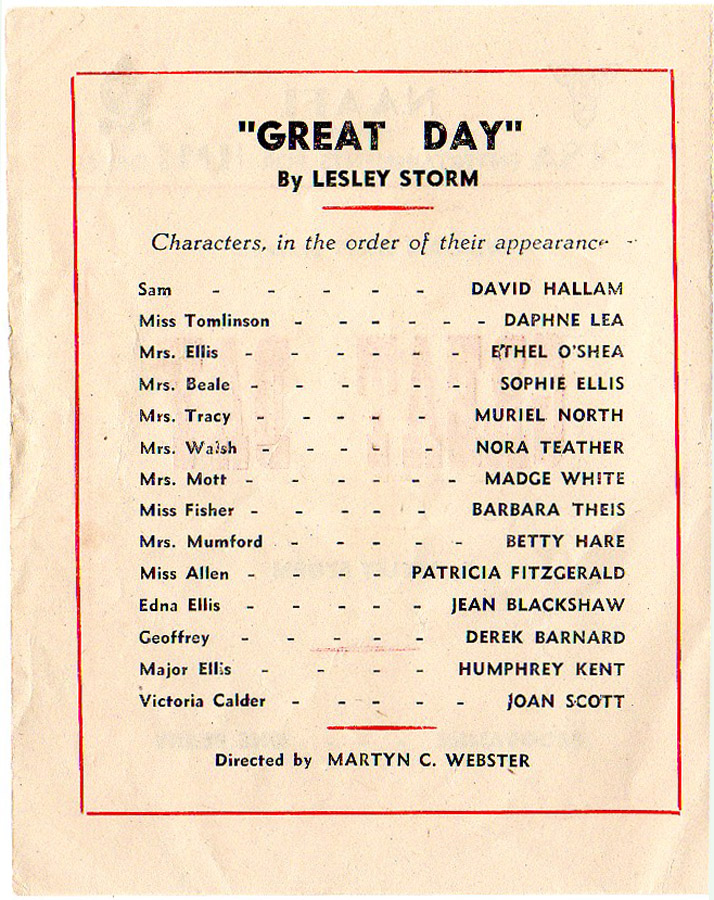 "GREAT DAY"
By LESLEY STORM
Characters, in the order of their appearance -
Sam - - - - - DAVID HALLAM
Miss Tomlinson - - - - - DAPHNE LEA
Mrs. Ellis - - - - - - ETHEL O'SHEA
Mrs. Beale - - - - - - SOPHIE ELLIS
Mrs. Tracy - - - - - MURIEL NORTH
Mrs. Walsh - - - - - NORA TEATHER
Mrs. Mott - - - - - - MADGE WHITE
Miss Fisher - - - - - BARBARA THEIS
Mrs. Mumford - - - - - BETTY HARE
Miss Allen - - - - - PATRICIA FITZGERALD
Edna Ellis - - - - - JEAN BLACKSHAW
Geoffrey - - - - - DEREK BARNARD
Major Ellis - - - - HUMPHREY KENT
Victoria Calder - - - - - JOAN SCOTT
Directed by MARTYN C. WEBSTER